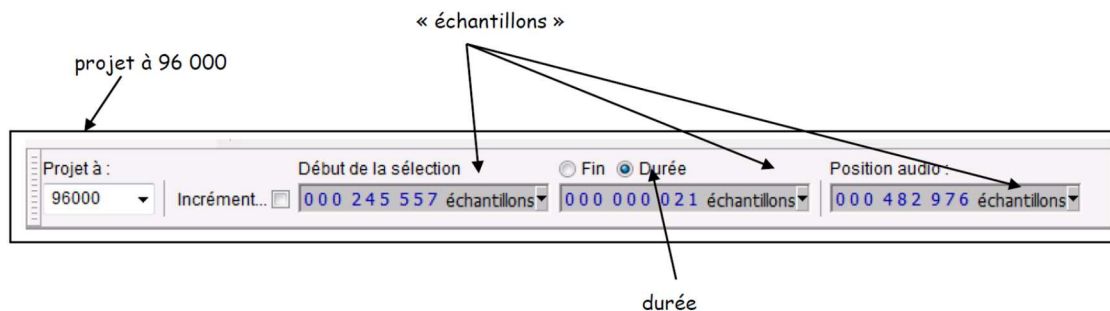 « échantillons »
projet à 96 000
Projet à :
Début de la sélection
Fin
Durée
Position audio :
96000
Incrément...
000 245 557 échantillons
000 000 021 échantillons
000 482 976 échantillons
durée